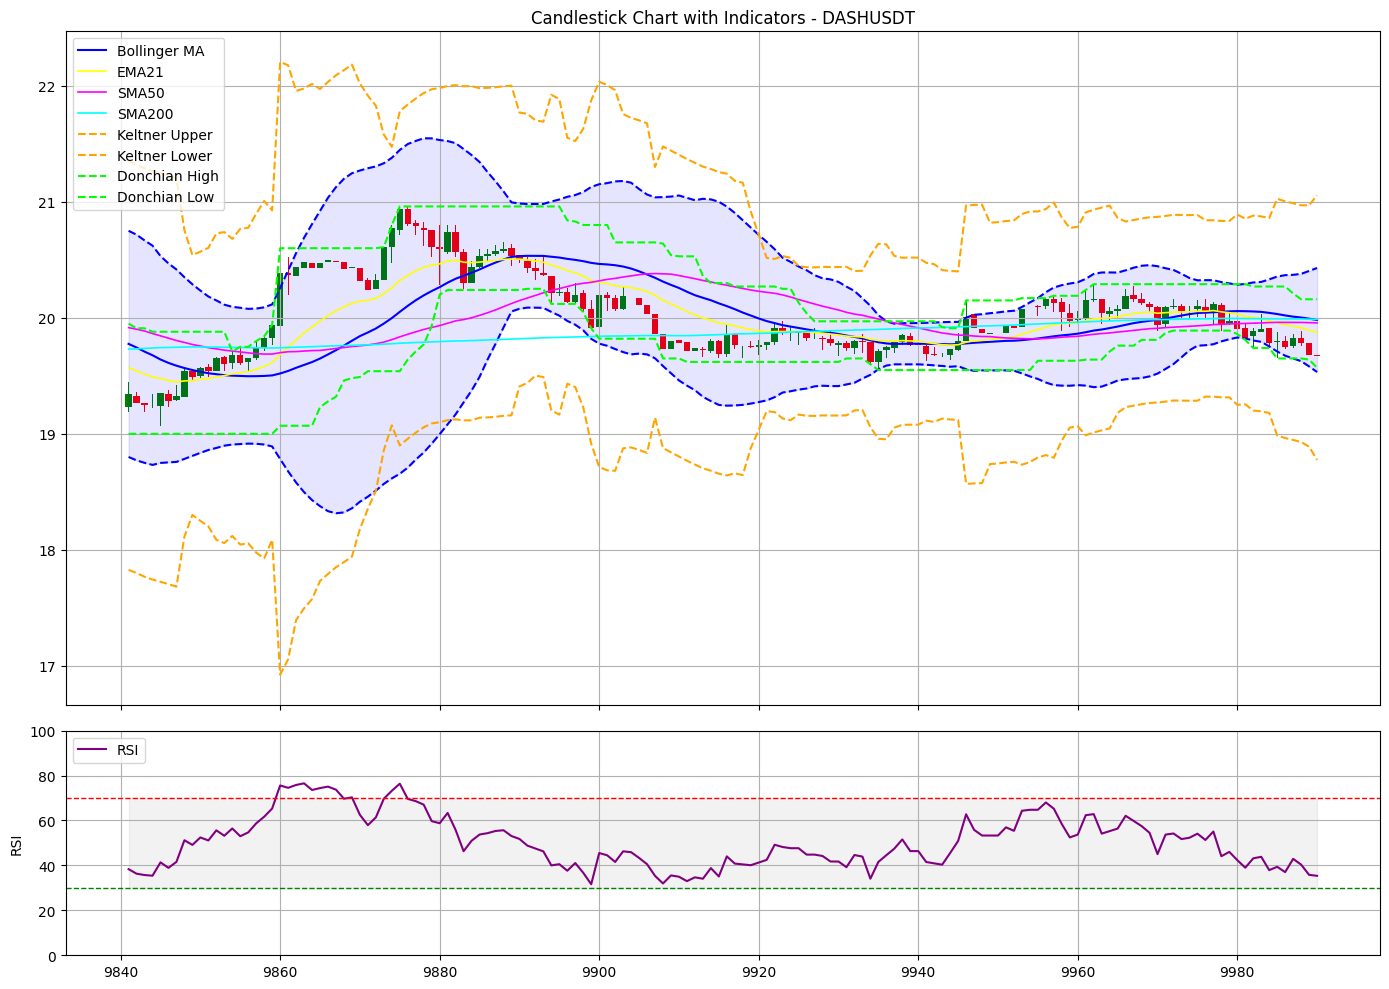 Candlestick Chart with Indicators - DASHUSDT
Bollinger MA
EMA21
SMA50
SMA200
Keltner Upper
Keltner Lower
Donchian High
Donchian Low
22
21
20
19
18
17
RSI
100
80
60
40
20
0
RSI
9840 9860 9880 9900 9920 9940 9960 9980